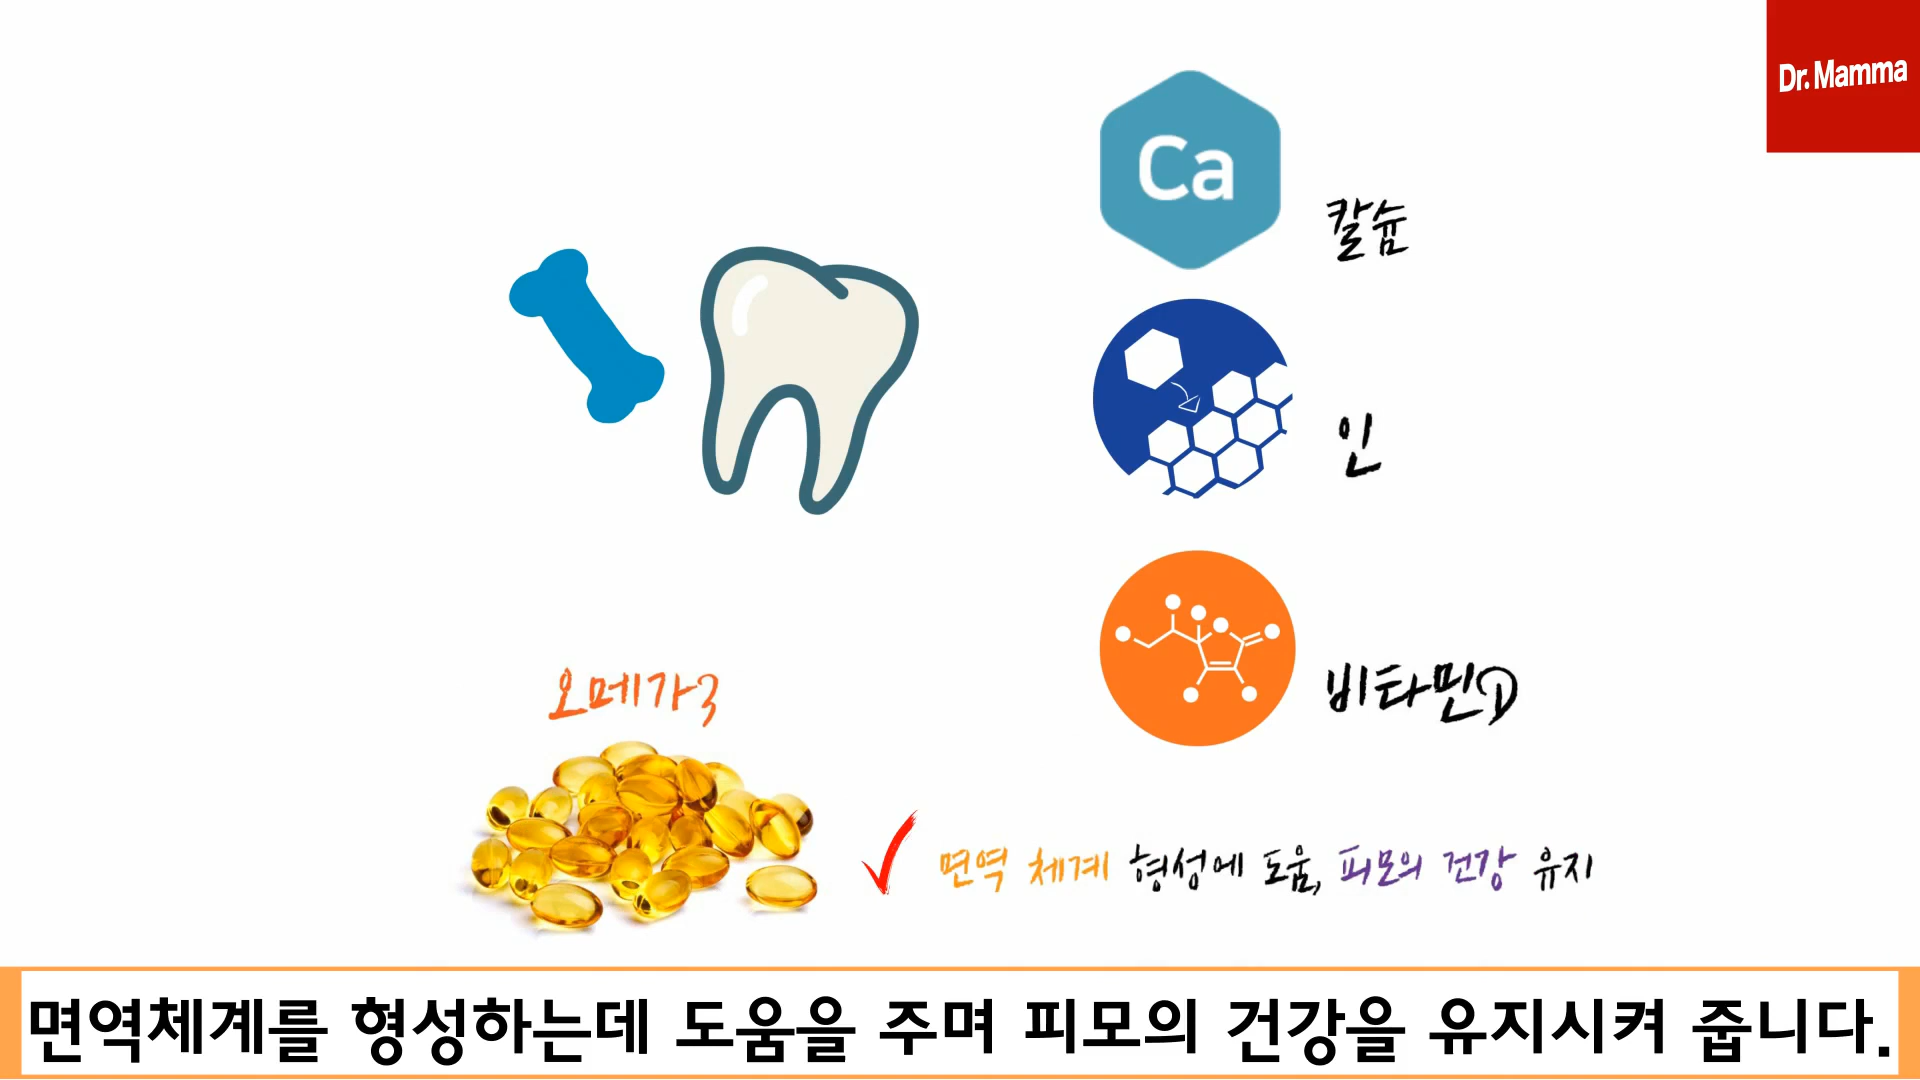 Dr. Mamma
Ca
칼슘
인
비타민D
오메가3
면역 체계 형성에 도움, 피모의 건강 유지
면역체계를 형성하는데 도움을 주며 피모의 건강을 유지시켜 줍니다.